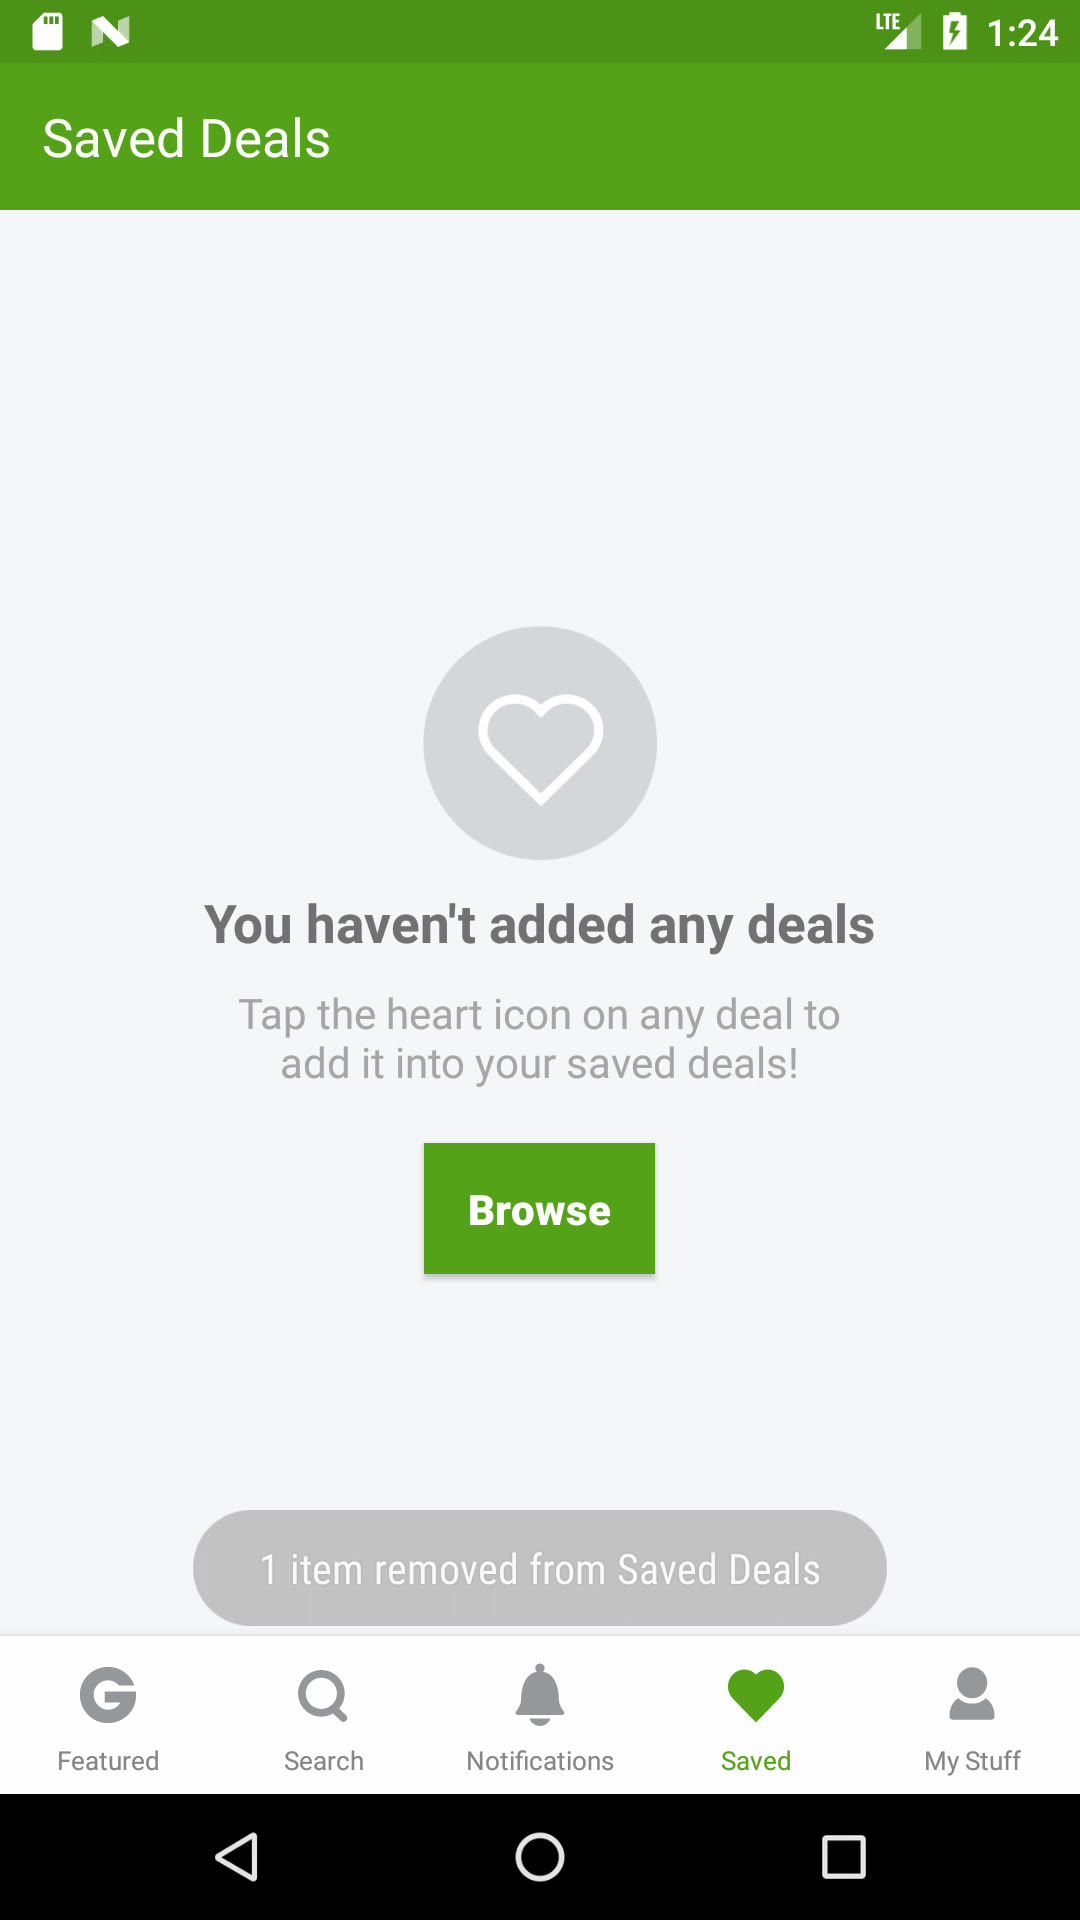 LTE 1:24
Saved Deals
You haven't added any deals
Tap the heart icon on any deal to
add it into your saved deals!
Browse
1 item removed from Saved Deals
Featured Search Notifications Saved My Stuff